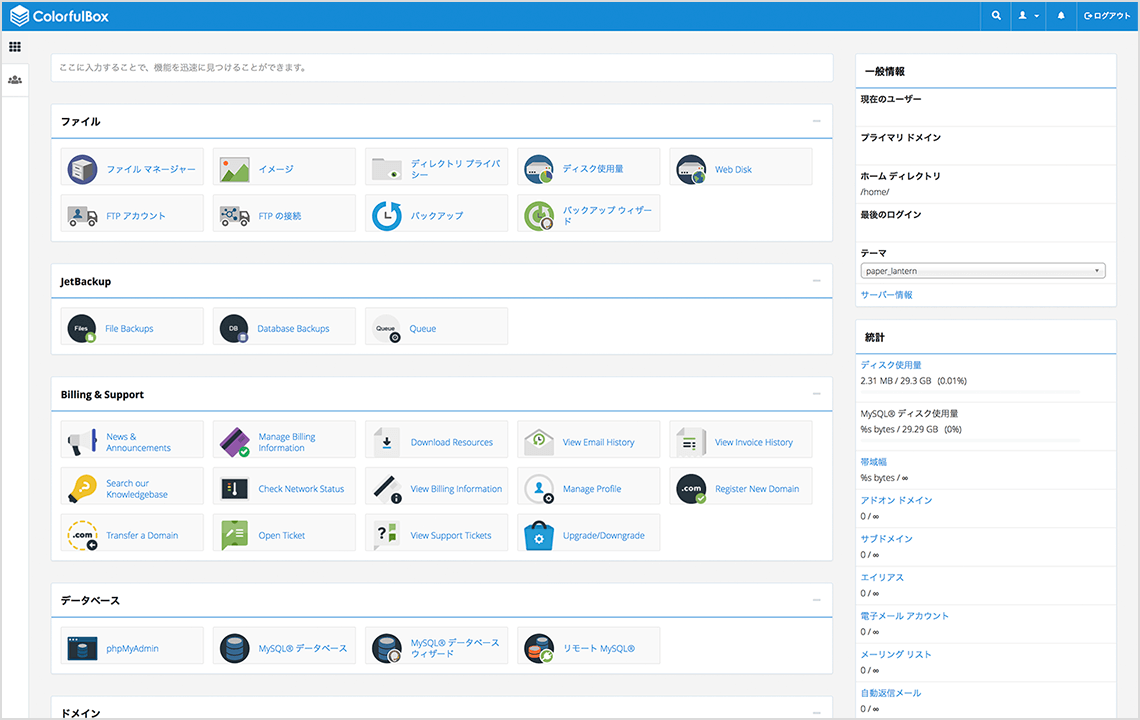 ColorfulBox
ログアウト
ここに入力することで、機能を迅速に見つけることができます。
ファイル
ファイル マネージャー
イメージ
ディレクトリ プライバ
シー
ディスク使用量
Web Disk
FTP アカウント
FTP の接続
バックアップ
バックアップ ウィザー
ド
JetBackup
Files
File Backups
DB
Database Backups
Queue
Queue
Billing & Support
News &
Announcements
Manage Billing
Information
Download Resources
View Email History
View Invoice History
Search our
Knowledgebase
Check Network Status
View Billing Information
Manage Profile
.com
Register New Domain
.com
Transfer a Domain
Open Ticket
View Support Tickets
Upgrade/Downgrade
データベース
phpMyAdmin
MySQL® データベース
MySQL® データベース
ウィザード
リモート MySQL®
ドメイン
一般情報
現在のユーザー
プライマリ ドメイン
ホーム ディレクトリ
/home/
最後のログイン
テーマ
paper_lantern
サーバー情報
統計
ディスク使用量
2.31 MB / 29.3 GB (0.01%)
MySQL® ディスク使用量
%s bytes / 29.29 GB (0%)
帯域幅
%s bytes / ∞
アドオン ドメイン
0 / ∞
サブドメイン
0 / ∞
エイリアス
0 / ∞
電子メール アカウント
0 / ∞
メーリング リスト
0 / ∞
自動返信メール
0 / ∞